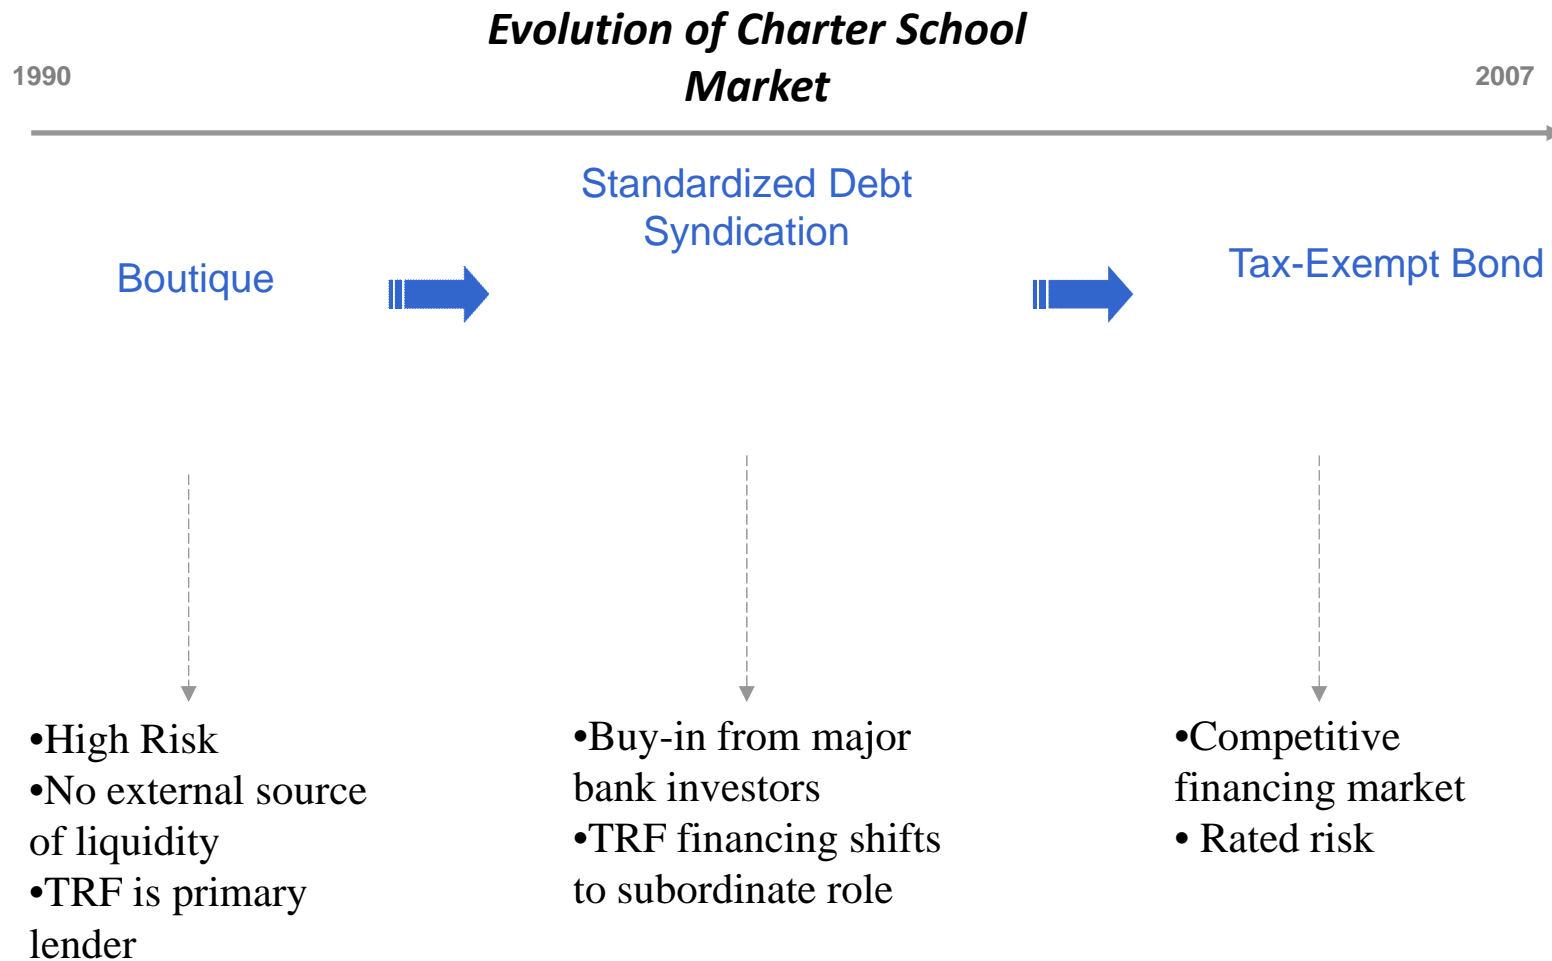 Evolution of Charter School
Market
1990
2007
Standardized Debt
Syndication
Boutique
Tax-Exempt Bond
•High Risk
•No external source
of liquidity
•TRF is primary
lender
•Buy-in from major
bank investors
•TRF financing shifts
to subordinate role
•Competitive
financing market
• Rated risk